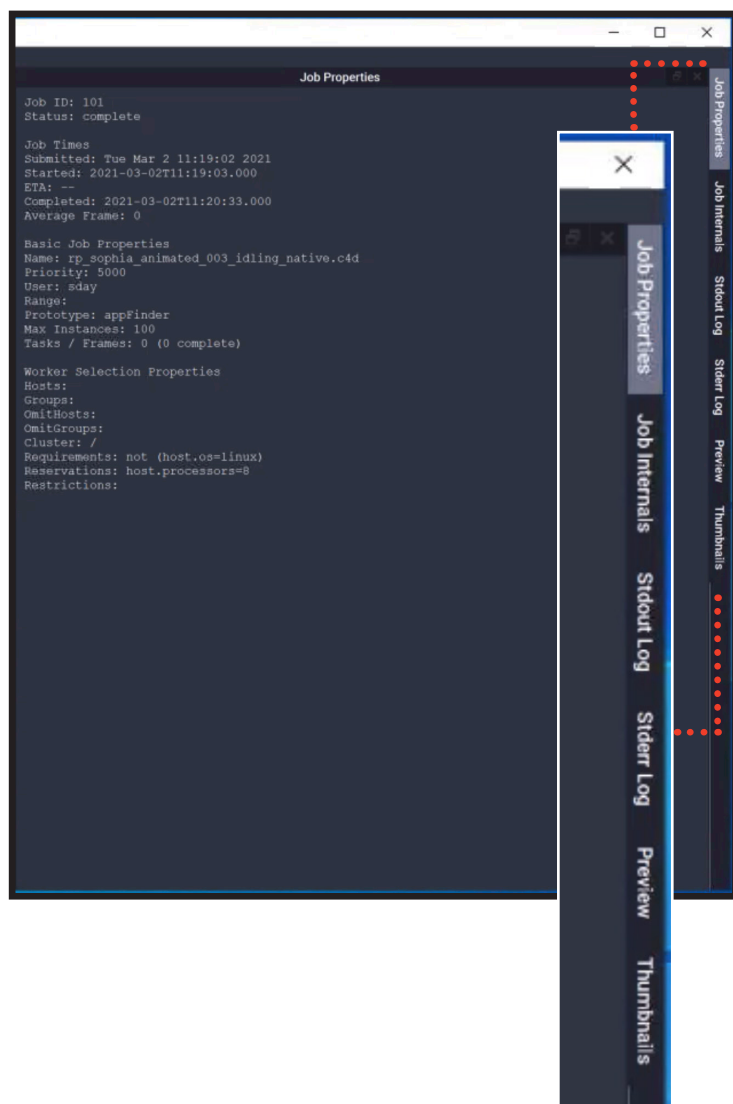 Job Properties
Job ID: 101
Status: complete
Job Times
Submitted: Tue Mar 2 11:19:02 2021
Started: 2021-03-02T11:19:03.000
ETA: --
Completed: 2021-03-02T11:20:33.000
Average Frame: 0
Basic Job Properties
Name: rp_sophia_animated_003_idling_native.c4d
Priority: 5000
User: sday
Range:
Prototype: appFinder
Max Instances: 100
Tasks / Frames: 0 (0 complete)
Worker Selection Properties
Hosts:
Groups:
OmitHosts:
OmitGroups:
Cluster: /
Requirements: not (host.os=linux)
Reservations: host.processors=8
Restrictions:
Job Properties
Job Internals
Stdout Log
Stderr Log
Preview
Thumbnails
Job Properties
Job Internals
Stdout Log
Stderr Log
Preview
Thumbnails